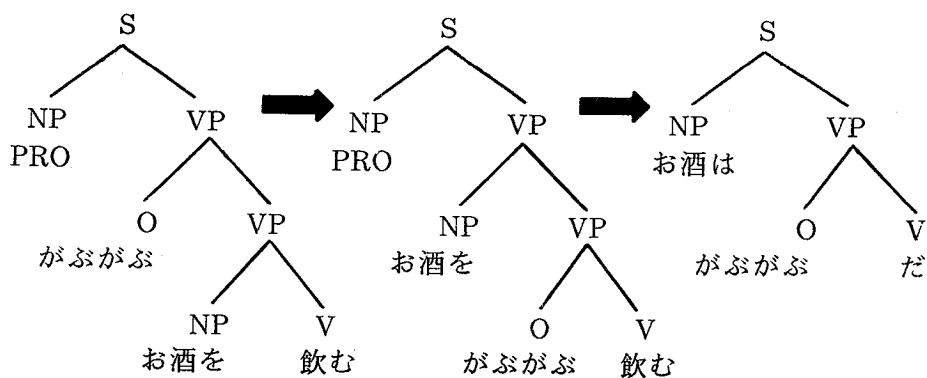 S
NP VP
PRO
O VP
がぶがぶ
NP V
お酒を 飲む
S
NP VP
PRO
NP VP
お酒を
O V
がぶがぶ 飲む
S
NP VP
お酒は
O V
がぶがぶ だ